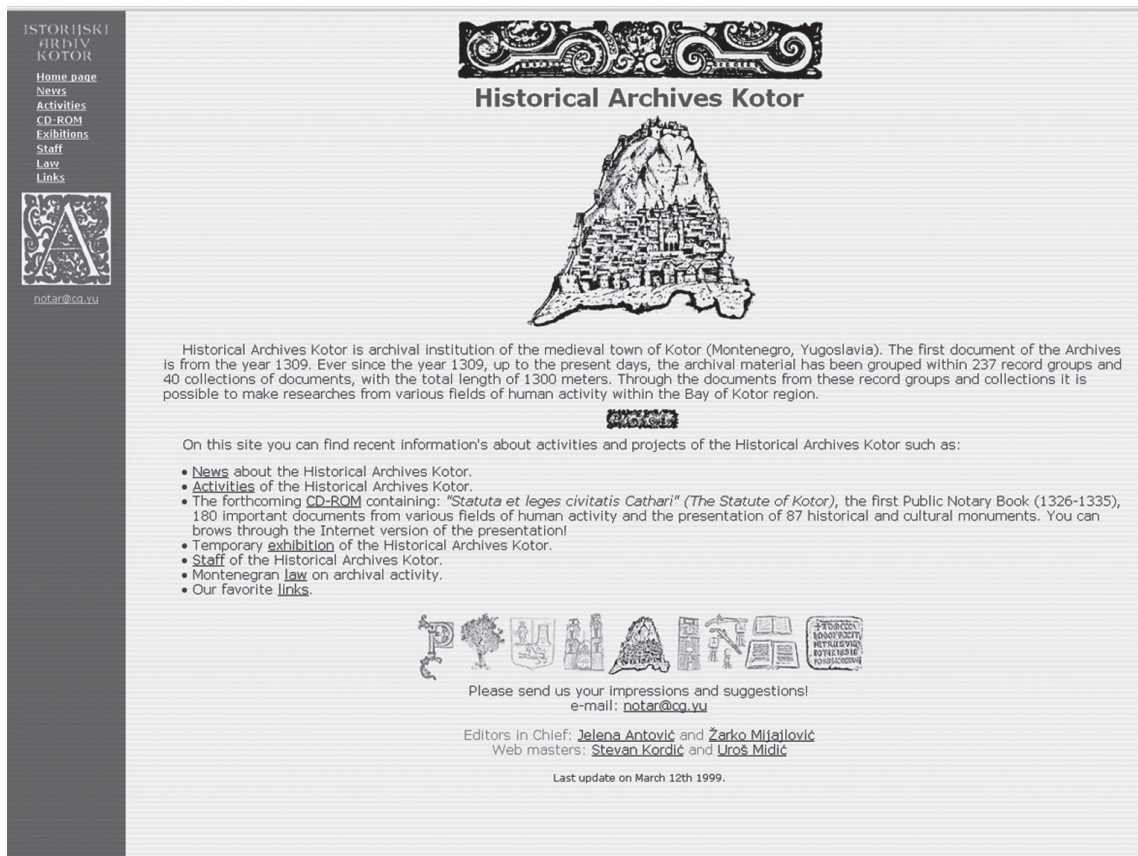 ISTORIJSKI
ARHIV
KOTOR
Home page
News
Activities
CD-ROM
Exibitions
Staff
Law
Links
A
notar@cg.yu
Historical Archives Kotor
Historical Archives Kotor is archival institution of the medieval town of Kotor (Montenegro, Yugoslavia). The first document of the Archives
is from the year 1309. Ever since the year 1309, up to the present days, the archival material has been grouped within 237 record groups and
40 collections of documents, with the total length of 1300 meters. Through the documents from these record groups and collections it is
possible to make researches from various fields of human activity within the Bay of Kotor region.
On this site you can find recent information's about activities and projects of the Historical Archives Kotor such as:
• News about the Historical Archives Kotor.
• Activities of the Historical Archives Kotor.
• The forthcoming CD-ROM containing: "Statuta et leges civitatis Cathari" (The Statute of Kotor), the first Public Notary Book (1326-1335),
180 important documents from various fields of human activity and the presentation of 87 historical and cultural monuments. You can
brows through the Internet version of the presentation!
• Temporary exhibition of the Historical Archives Kotor.
• Staff of the Historical Archives Kotor.
• Montenegran law on archival activity.
• Our favorite links.
P
Please send us your impressions and suggestions!
e-mail: notar@cg.yu
Editors in Chief: Jelena Antović and Žarko Mijajlović
Web masters: Stevan Kordić and Uroš Midić
Last update on March 12th 1999.